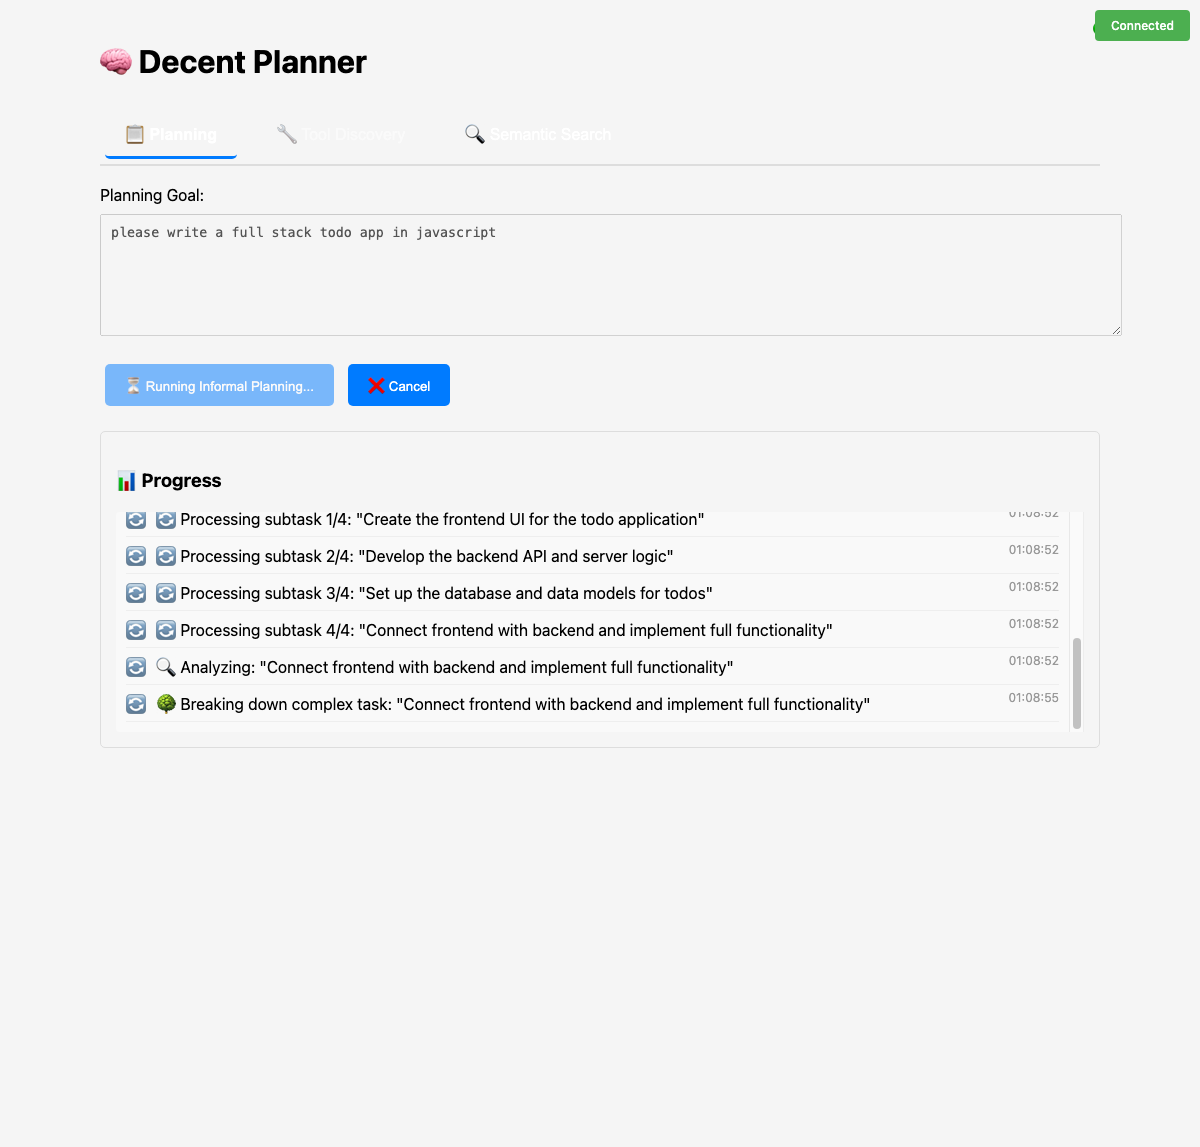 Connected
Decent Planner
Planning Tool Discovery Semantic Search
Planning Goal:
please write a full stack todo app in javascript
Running Informal Planning... Cancel
Progress
Processing subtask 1/4: "Create the frontend UI for the todo application" 01:08:52
Processing subtask 2/4: "Develop the backend API and server logic" 01:08:52
Processing subtask 3/4: "Set up the database and data models for todos" 01:08:52
Processing subtask 4/4: "Connect frontend with backend and implement full functionality" 01:08:52
Analyzing: "Connect frontend with backend and implement full functionality" 01:08:52
Breaking down complex task: "Connect frontend with backend and implement full functionality" 01:08:55